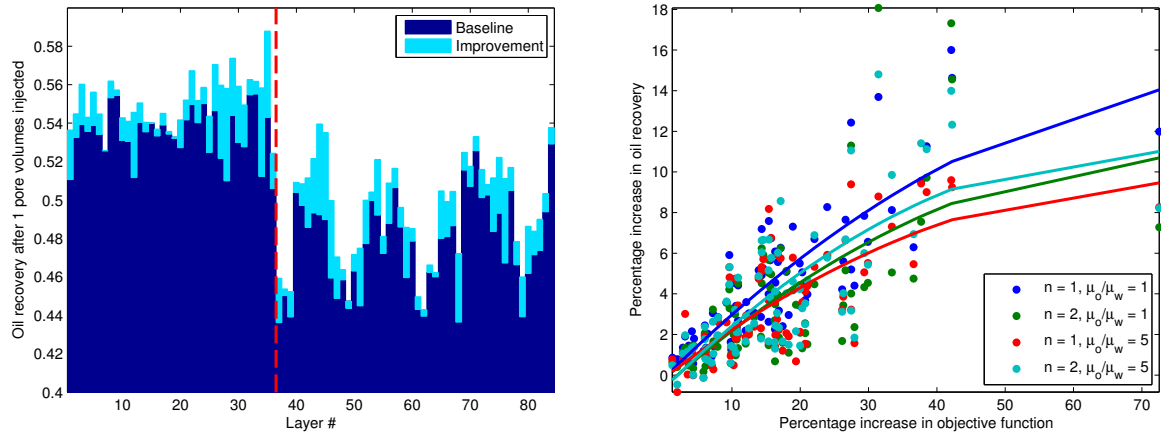 Baseline
Improvement
0.58
0.56
0.54
0.52
0.5
0.48
0.46
0.44
0.42
0.4
Oil recovery after 1 pore volumes injected
10 20 30 40 50 60 70 80
Layer #
18
16
14
12
10
8
6
4
2
0
Percentage increase in oil recovery
n = 1, μo/μw = 1
n = 2, μo/μw = 1
n = 1, μo/μw = 5
n = 2, μo/μw = 5
10 20 30 40 50 60 70
Percentage increase in objective function